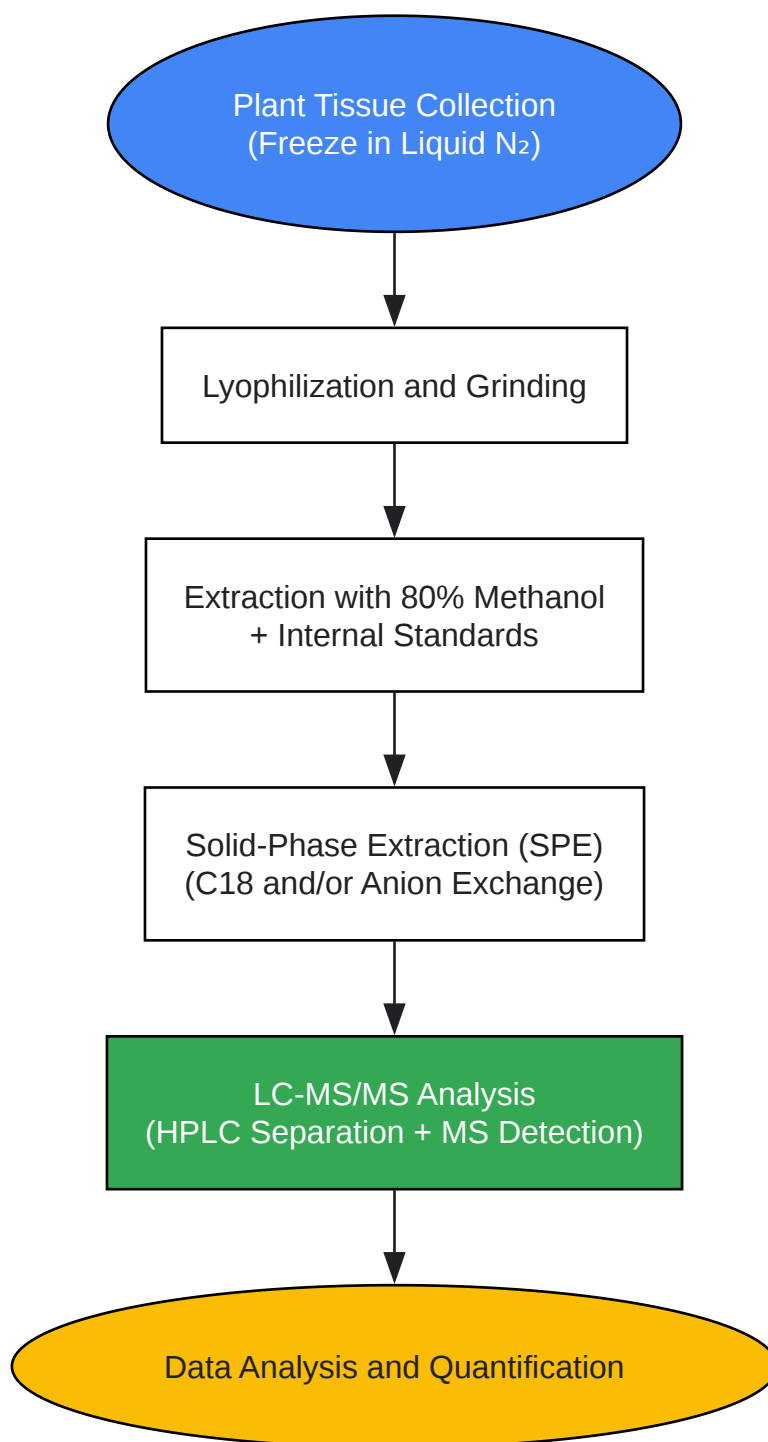 Plant Tissue Collection
(Freeze in Liquid N₂)
Lyophilization and Grinding
Extraction with 80% Methanol
+ Internal Standards
Solid-Phase Extraction (SPE)
(C18 and/or Anion Exchange)
LC-MS/MS Analysis
(HPLC Separation + MS Detection)
Data Analysis and Quantification